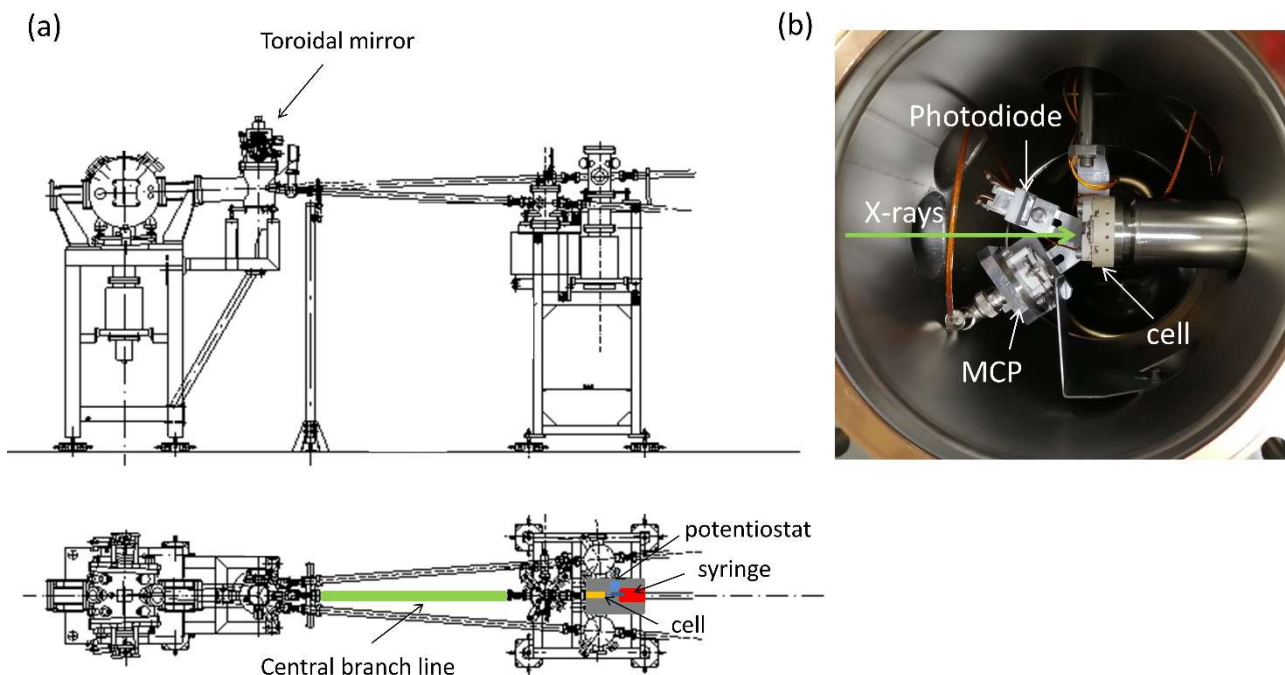 (a)
Toroidal mirror
(b)
Photodiode
X-rays
cell
MCP
potentiostat
syringe
cell
Central branch line